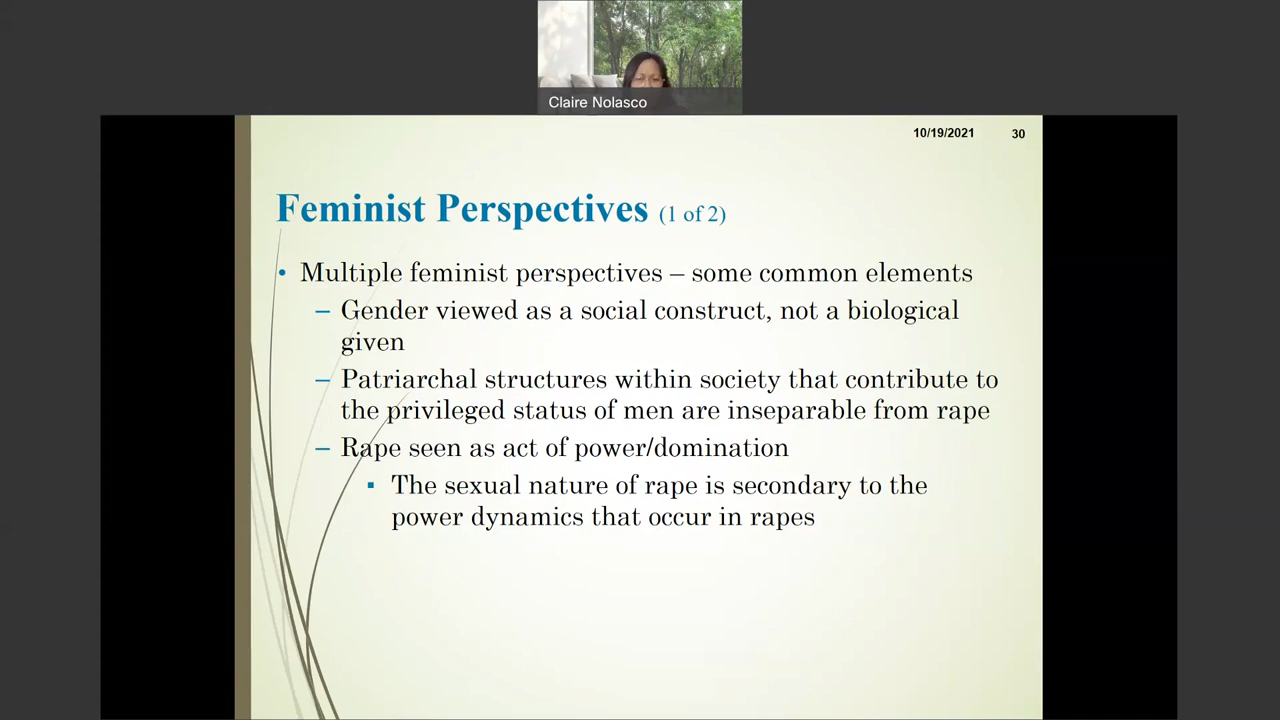 Claire Nolasco
10/19/2021 30
Feminist Perspectives (1 of 2)
• Multiple feminist perspectives – some common elements
– Gender viewed as a social construct, not a biological
given
– Patriarchal structures within society that contribute to
the privileged status of men are inseparable from rape
– Rape seen as act of power/domination
▪ The sexual nature of rape is secondary to the
power dynamics that occur in rapes